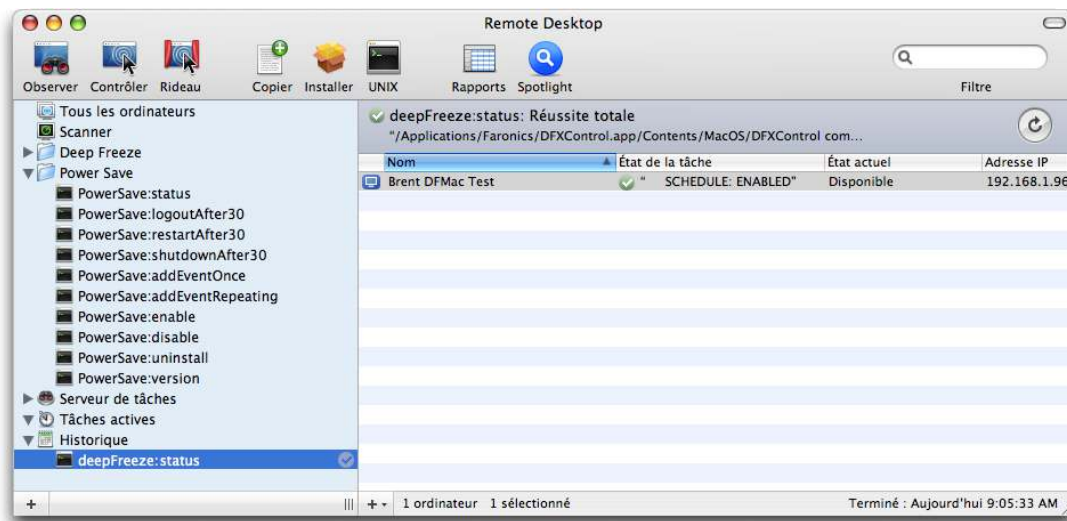 Remote Desktop
Observer Contrôler Rideau Copier Installer UNIX Rapports Spotlight Filtre
Tous les ordinateurs
Scanner
Deep Freeze
Power Save
PowerSave:status
PowerSave:logoutAfter30
PowerSave:restartAfter30
PowerSave:shutdownAfter30
PowerSave:addEventOnce
PowerSave:addEventRepeating
PowerSave:enable
PowerSave:disable
PowerSave:uninstall
PowerSave:version
Serveur de tâches
Tâches actives
Historique
deepFreeze:status
deepFreeze:status: Réussite totale
"/Applications/Faronics/DFXControl.app/Contents/MacOS/DFXControl com...
Nom État de la tâche État actuel Adresse IP
Brent DFMac Test " SCHEDULE: ENABLED" Disponible 192.168.1.96
1 ordinateur 1 sélectionné Terminé : Aujourd'hui 9:05:33 AM